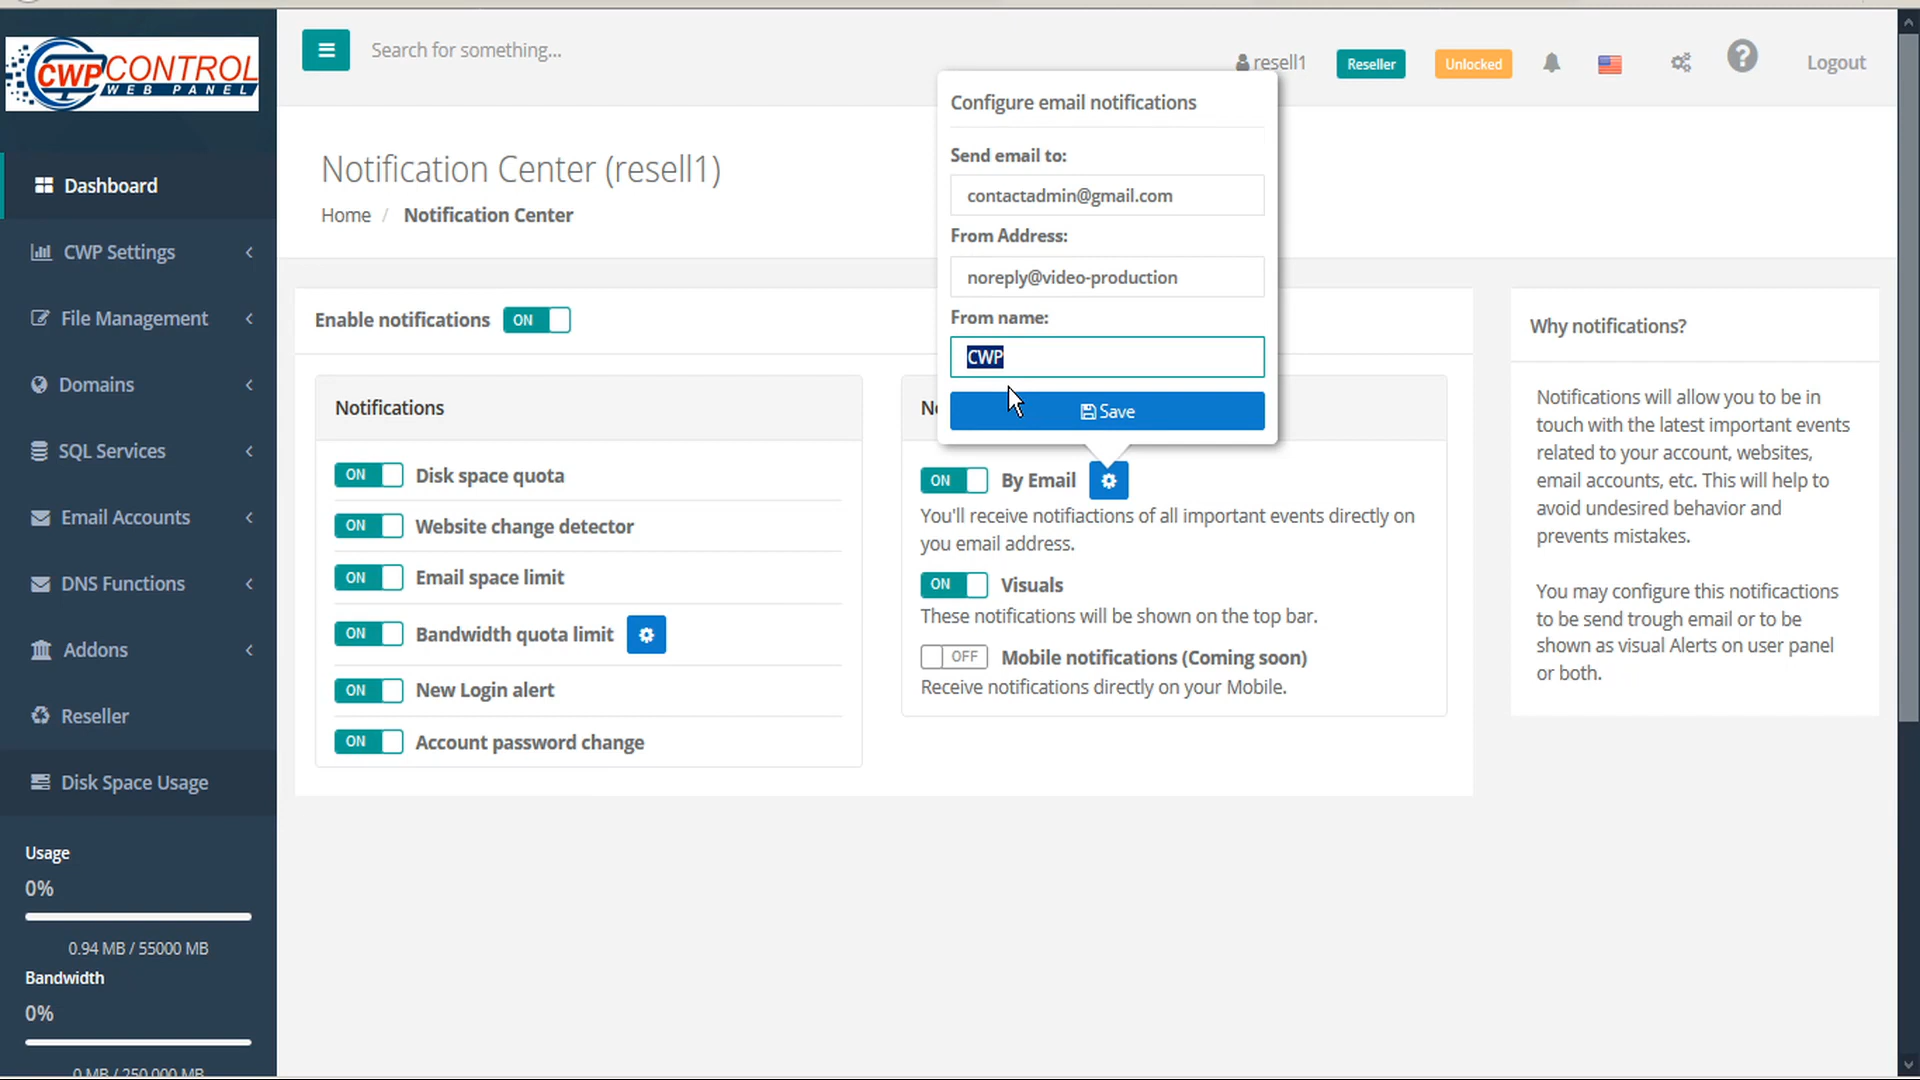 CWP CONTROL
WEB PANEL
Search for something...
resell1
Reseller
Unlocked
Logout
Dashboard
CWP Settings
File Management
Domains
SQL Services
Email Accounts
DNS Functions
Addons
Reseller
Disk Space Usage
Usage
0%
0.94 MB / 55000 MB
Bandwidth
0%
0 MB / 250,000 MB
Notification Center (resell1)
Home / Notification Center
Enable notifications ON
Notifications
ON Disk space quota
ON Website change detector
ON Email space limit
ON Bandwidth quota limit
ON New Login alert
ON Account password change
Configure email notifications
Send email to:
contactadmin@gmail.com
From Address:
noreply@video-production
From name:
CWP
Save
ON By Email
You'll receive notifiactions of all important events directly on
you email address.
ON Visuals
These notifications will be shown on the top bar.
OFF Mobile notifications (Coming soon)
Receive notifications directly on your Mobile.
Why notifications?
Notifications will allow you to be in
touch with the latest important events
related to your account, websites,
email accounts, etc. This will help to
avoid undesired behavior and
prevents mistakes.
You may configure this notificactions
to be send trough email or to be
shown as visual Alerts on user panel
or both.